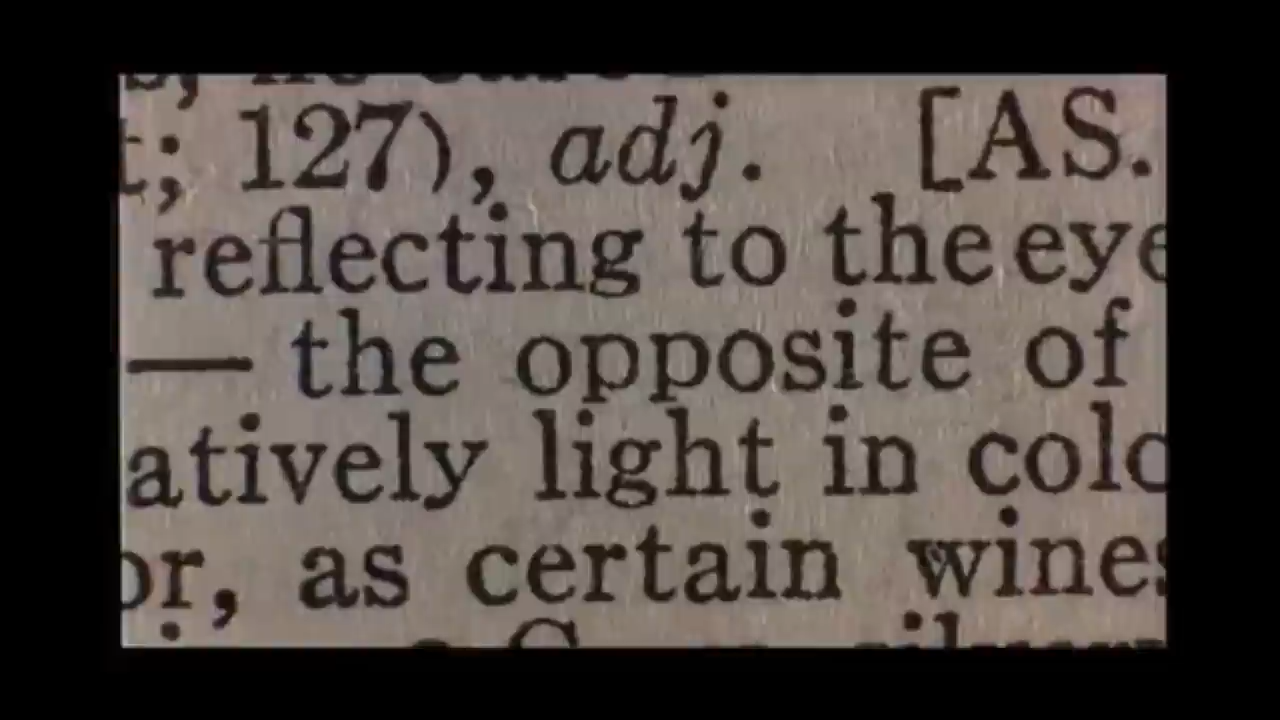 t; 127), adj. [AS.
reflecting to the eye
— the opposite of
atively light in colo
or, as certain wines